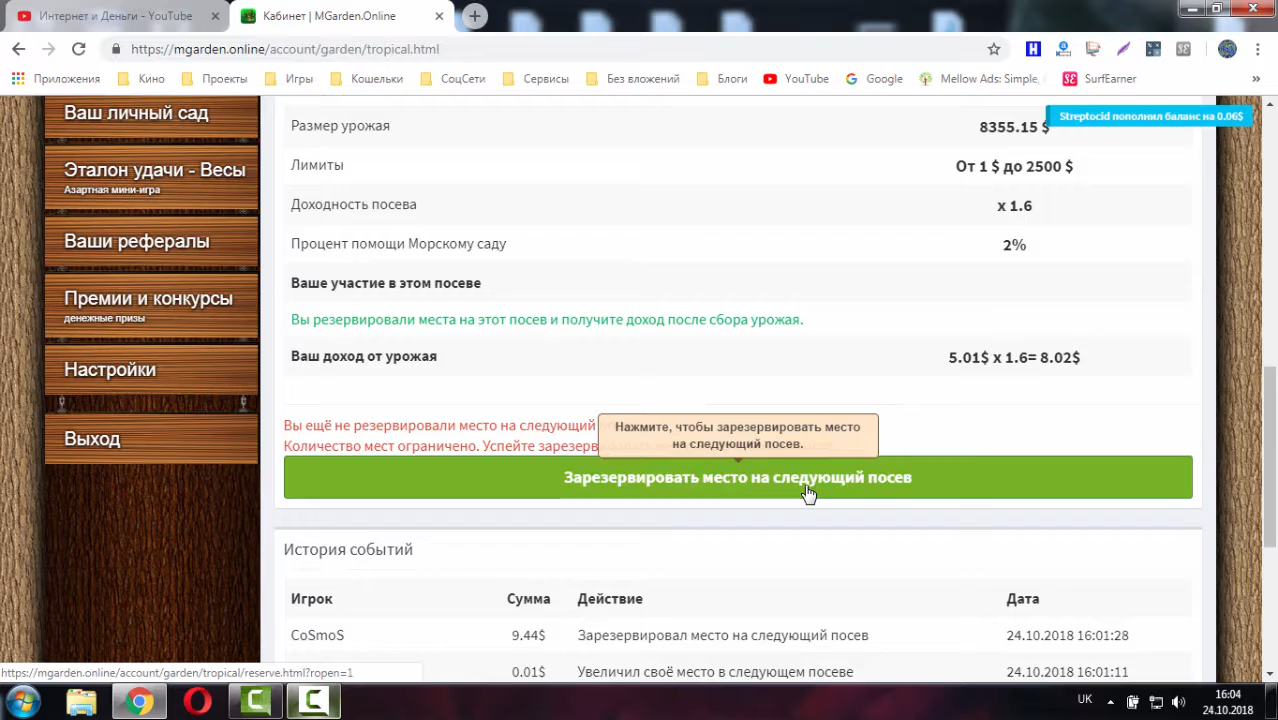 Интернет и Деньги - YouTube
Кабинет | MGarden.Online
https://mgarden.online/account/garden/tropical.html
Приложения
Кино
Проекты
Игры
Кошельки
СоцСети
Сервисы
Без вложений
Блоги
YouTube
Google
Mellow Ads: Simple,
SurfEarner
Ваш личный сад
Эталон удачи - Весы
Азартная мини-игра
Ваши рефералы
Премии и конкурсы
денежные призы
Настройки
Выход
Streptocid пополнил баланс на 0.06$
Размер урожая 8355.15 $
Лимиты От 1 $ до 2500 $
Доходность посева x 1.6
Процент помощи Морскому саду 2%
Ваше участие в этом посеве
Вы резервировали места на этот посев и получите доход после сбора урожая.
Ваш доход от урожая 5.01$ x 1.6= 8.02$
Вы ещё не резервировали место на следующий
Количество мест ограничено. Успейте
Нажмите, чтобы зарезервировать место
на следующий посев.
Зарезервировать место на следующий посев
История событий
Игрок Сумма Действие Дата
CoSmoS 9.44$ Зарезервировал место на следующий посев 24.10.2018 16:01:28
0.01$ Увеличил своё место в следующем посеве 24.10.2018 16:01:11
https://mgarden.online/account/garden/tropical/reserve.html?ropen=1
UK
16:04
24.10.2018